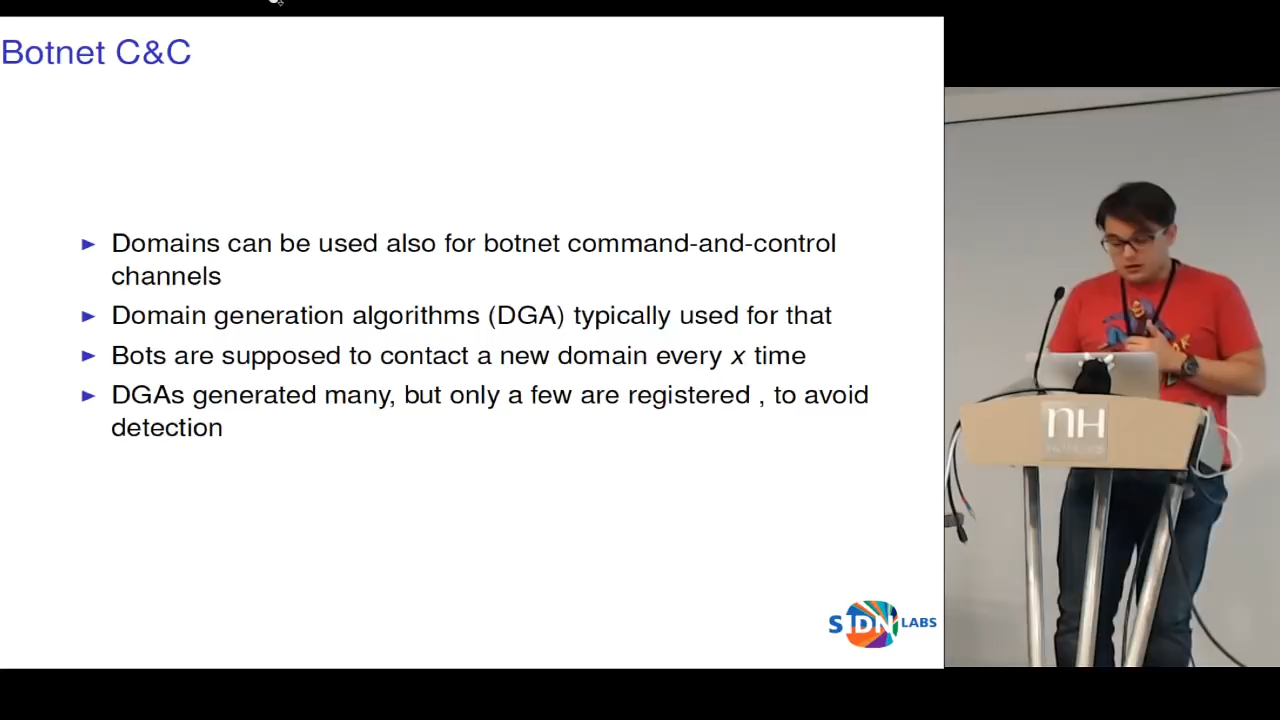 Botnet C&C
► Domains can be used also for botnet command-and-control
channels
► Domain generation algorithms (DGA) typically used for that
► Bots are supposed to contact a new domain every x time
► DGAs generated many, but only a few are registered , to avoid
detection
SIDN LABS
nH